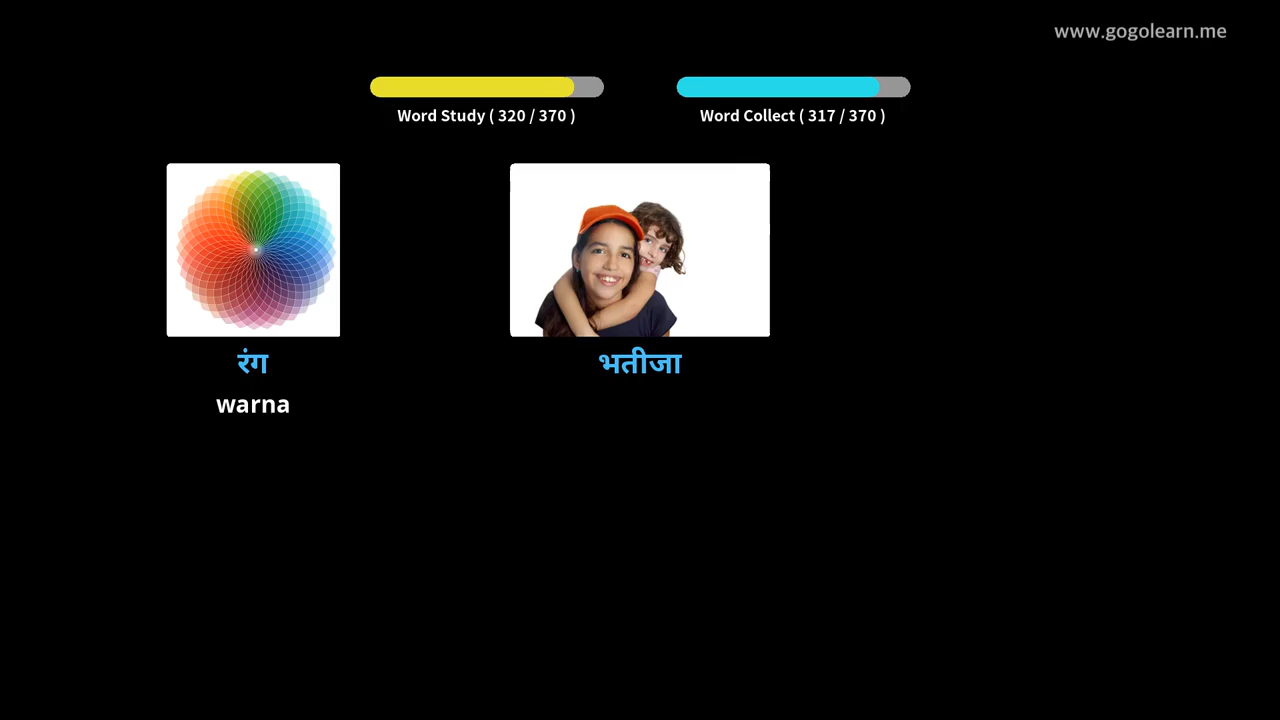 www.gogolearn.me
Word Study ( 320 / 370 )
Word Collect ( 317 / 370 )
रंग
भतीजा
warna